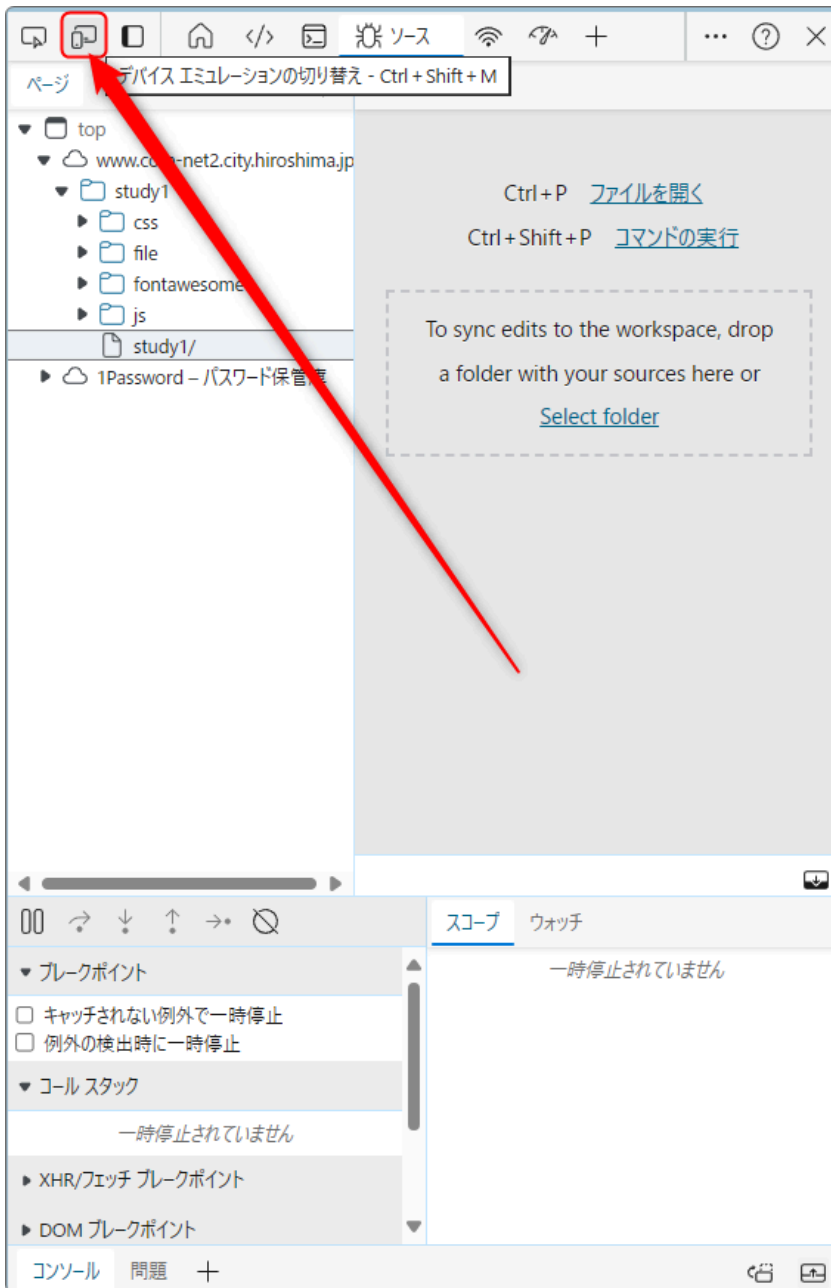 ソース
デバイス エミュレーションの切り替え - Ctrl + Shift + M
ページ
top
www.co -net2.city.hiroshima.jp
study1
css
file
fontawesome
js
study1/
1Password – パスワード保管庫
Ctrl+P ファイルを開く
Ctrl+Shift+P コマンドの実行
To sync edits to the workspace, drop
a folder with your sources here or
Select folder
スコープ ウォッチ
一時停止されていません
ブレークポイント
キャッチされない例外で一時停止
例外の検出時に一時停止
コール スタック
一時停止されていません
XHR/フェッチ ブレークポイント
DOM ブレークポイント
コンソール 問題